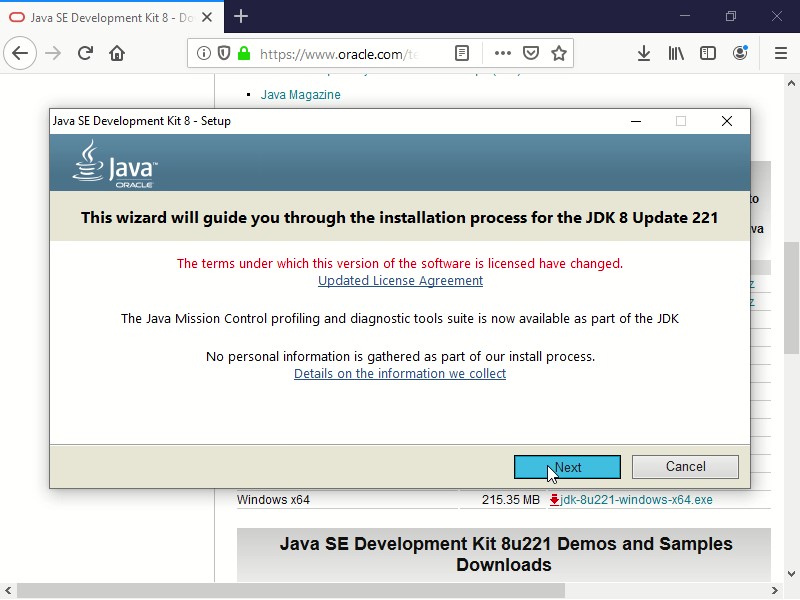 Java SE Development Kit 8 - Do
https://www.oracle.com/te
Java Magazine
Java SE Development Kit 8 - Setup
Java™
ORACLE
to
This wizard will guide you through the installation process for the JDK 8 Update 221
va
The terms under which this version of the software is licensed have changed.
Updated License Agreement
z
z
The Java Mission Control profiling and diagnostic tools suite is now available as part of the JDK
No personal information is gathered as part of our install process.
Details on the information we collect
Next
Cancel
Windows x64 215.35 MB jdk-8u221-windows-x64.exe
Java SE Development Kit 8u221 Demos and Samples
Downloads